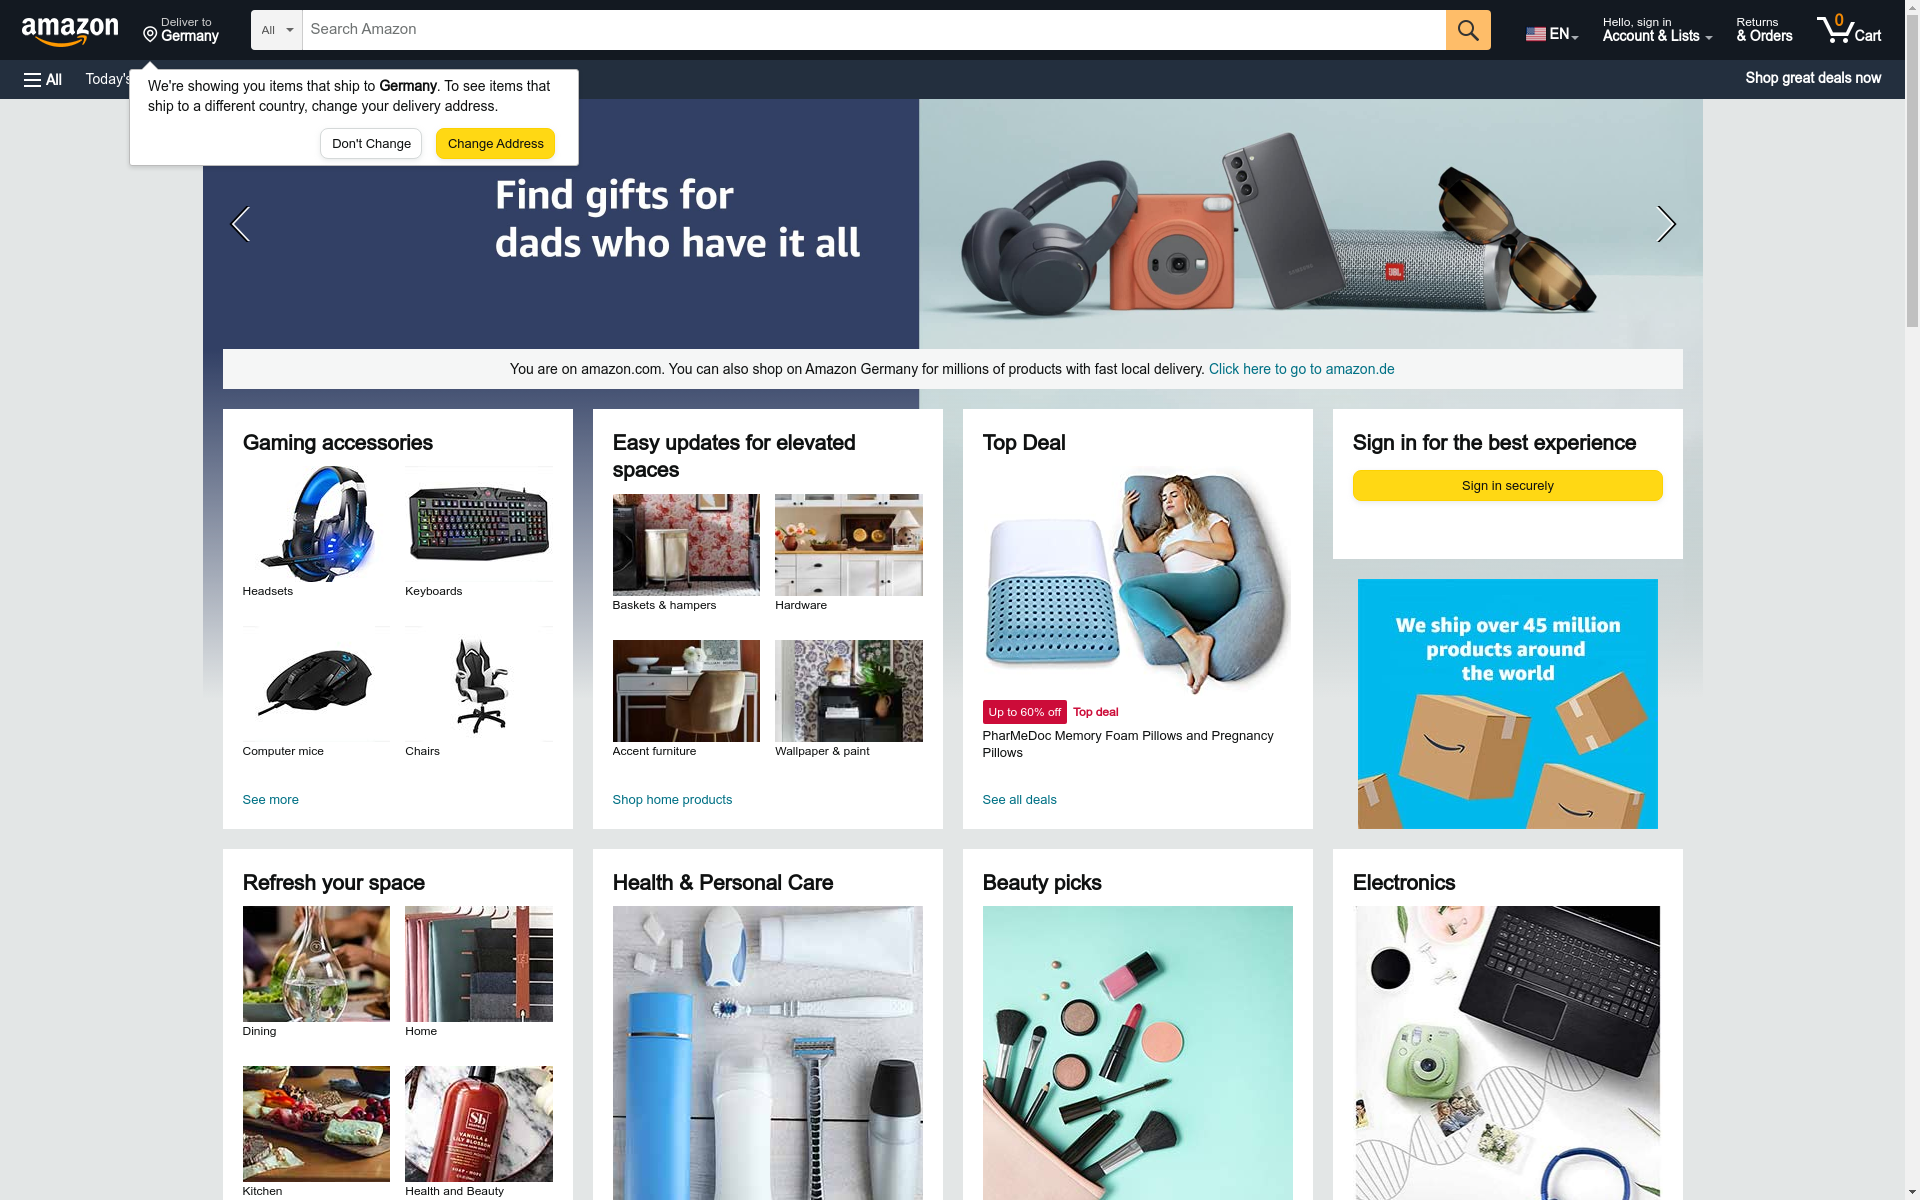 amazon
Deliver to
Germany
All
Search Amazon
EN
Hello, sign in
Account & Lists
Returns
& Orders
0
Cart
All
Today's
Shop great deals now
We're showing you items that ship to Germany. To see items that
ship to a different country, change your delivery address.
Don't Change
Change Address
Find gifts for
dads who have it all
SAMSUNG
JBL
You are on amazon.com. You can also shop on Amazon Germany for millions of products with fast local delivery. Click here to go to amazon.de
Gaming accessories
Headsets
Keyboards
Computer mice
Chairs
See more
Easy updates for elevated
spaces
Baskets & hampers
Hardware
Accent furniture
Wallpaper & paint
Shop home products
Top Deal
Up to 60% off
Top deal
PharMeDoc Memory Foam Pillows and Pregnancy
Pillows
See all deals
Sign in for the best experience
Sign in securely
We ship over 45 million
products around
the world
Refresh your space
Dining
Home
Kitchen
Sb
VANILLA &
LILY BLOSSOM
Health and Beauty
Health & Personal Care
Beauty picks
Electronics